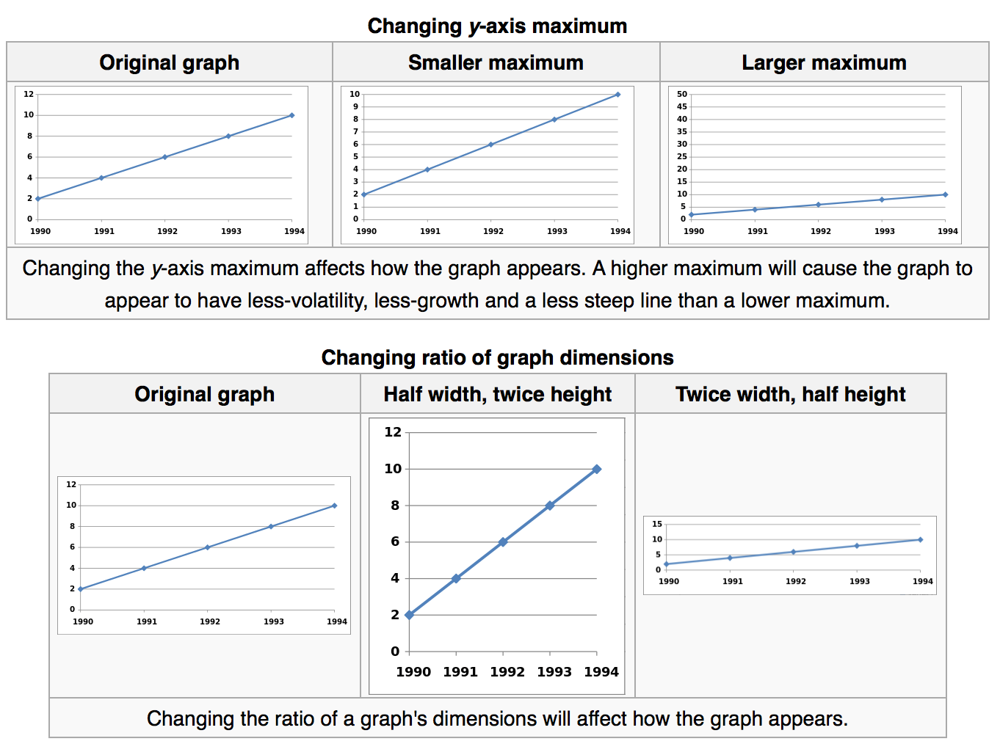 Changing y-axis maximum
Original graph
Smaller maximum
Larger maximum
12
10
8
6
4
2
0
1990 1991 1992 1993 1994
10
9
8
7
6
5
4
3
2
1
0
1990 1991 1992 1993 1994
50
45
40
35
30
25
20
15
10
5
0
1990 1991 1992 1993 1994
Changing the y-axis maximum affects how the graph appears. A higher maximum will cause the graph to
appear to have less-volatility, less-growth and a less steep line than a lower maximum.
Changing ratio of graph dimensions
Original graph
Half width, twice height
Twice width, half height
12
10
8
6
4
2
0
1990 1991 1992 1993 1994
12
10
8
6
4
2
0
1990 1991 1992 1993 1994
15
10
5
0
1990 1991 1992 1993 1994
Changing the ratio of a graph's dimensions will affect how the graph appears.